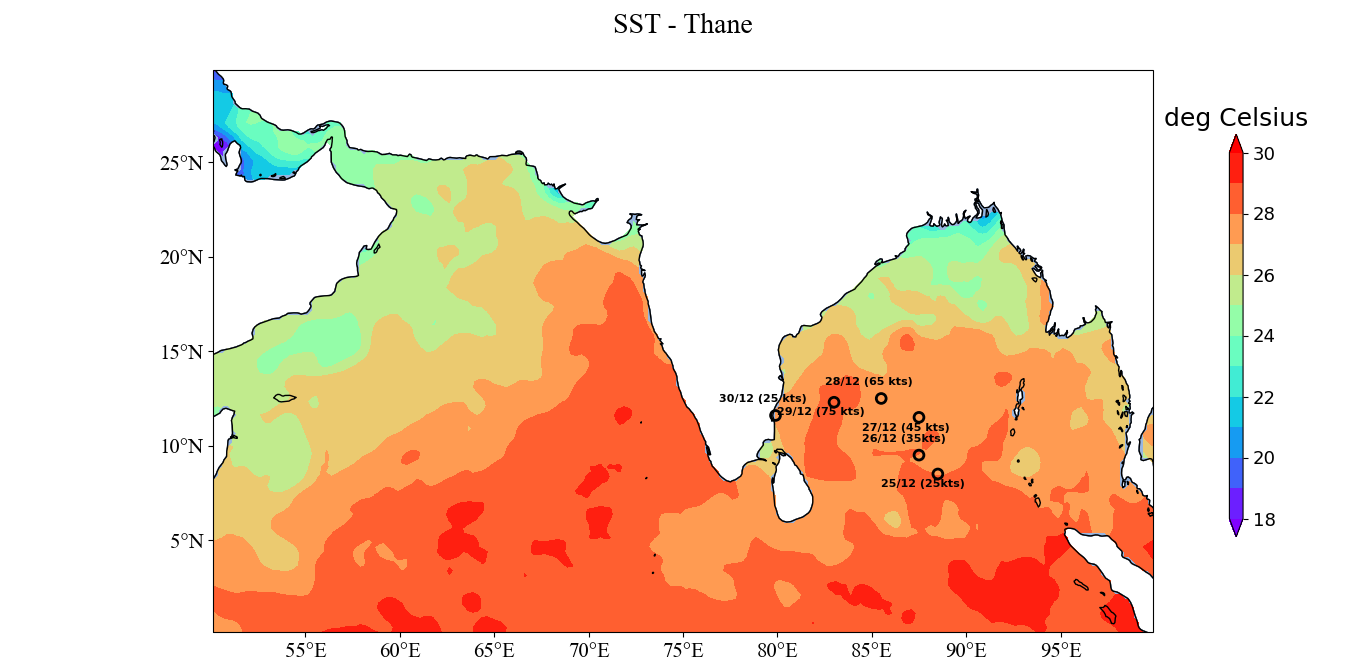 SST - Thane
deg Celsius
30
28
26
24
22
20
18
25°N
20°N
15°N
10°N
5°N
28/12 (65 kts)
30/12 (25 kts)
29/12 (75 kts)
27/12 (45 kts)
26/12 (35kts)
25/12 (25kts)
55°E 60°E 65°E 70°E 75°E 80°E 85°E 90°E 95°E